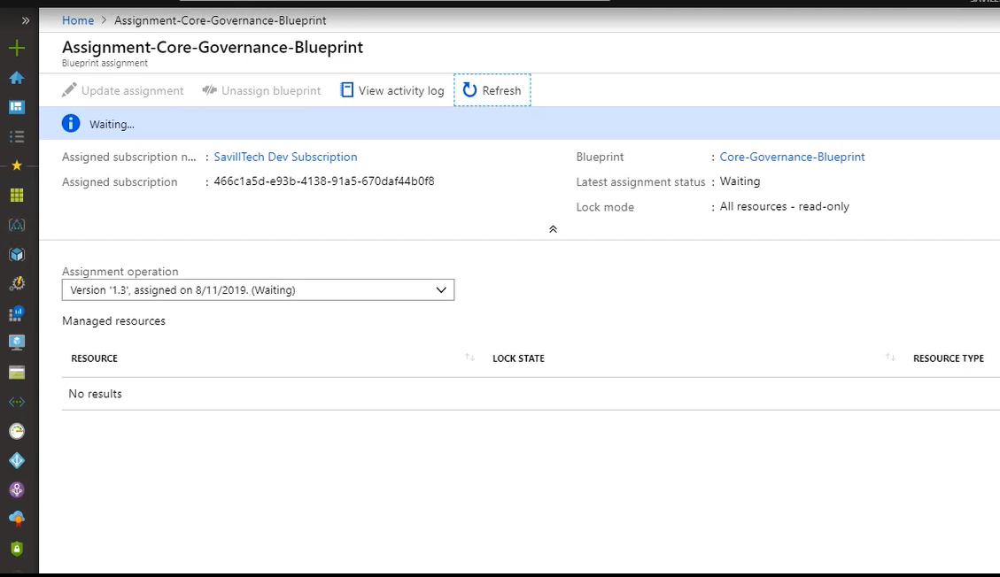 Home > Assignment-Core-Governance-Blueprint
Assignment-Core-Governance-Blueprint
Blueprint assignment
Update assignment Unassign blueprint View activity log Refresh
Waiting...
Assigned subscription n... : SavillTech Dev Subscription
Assigned subscription : 466c1a5d-e93b-4138-91a5-670daf44b0f8
Blueprint : Core-Governance-Blueprint
Latest assignment status : Waiting
Lock mode : All resources - read-only
Assignment operation
Version '1.3', assigned on 8/11/2019. (Waiting)
Managed resources
RESOURCE LOCK STATE RESOURCE TYPE
No results